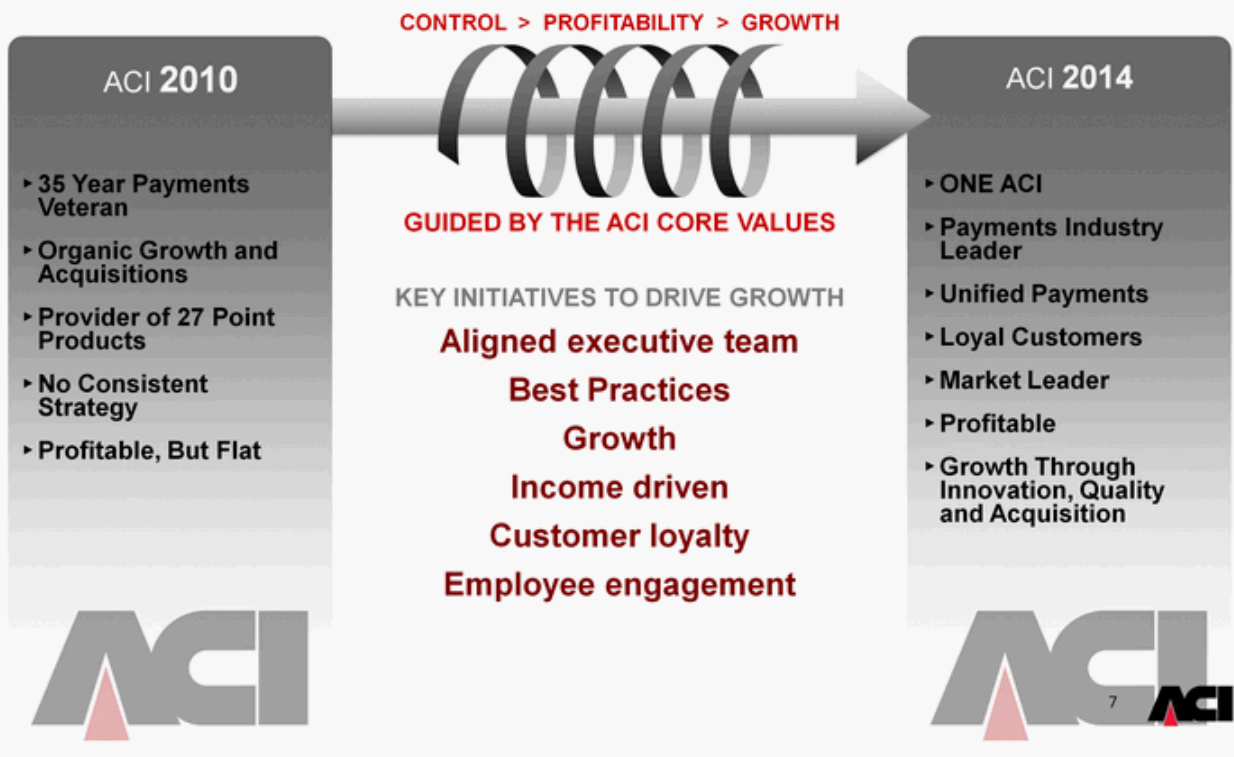 CONTROL > PROFITABILITY > GROWTH
ACI 2010
‣ 35 Year Payments
Veteran
‣ Organic Growth and
Acquisitions
‣ Provider of 27 Point
Products
‣ No Consistent
Strategy
‣ Profitable, But Flat
ACI
GUIDED BY THE ACI CORE VALUES
KEY INITIATIVES TO DRIVE GROWTH
Aligned executive team
Best Practices
Growth
Income driven
Customer loyalty
Employee engagement
ACI 2014
‣ ONE ACI
‣ Payments Industry
Leader
‣ Unified Payments
‣ Loyal Customers
‣ Market Leader
‣ Profitable
‣ Growth Through
Innovation, Quality
and Acquisition
ACI
7
ACI